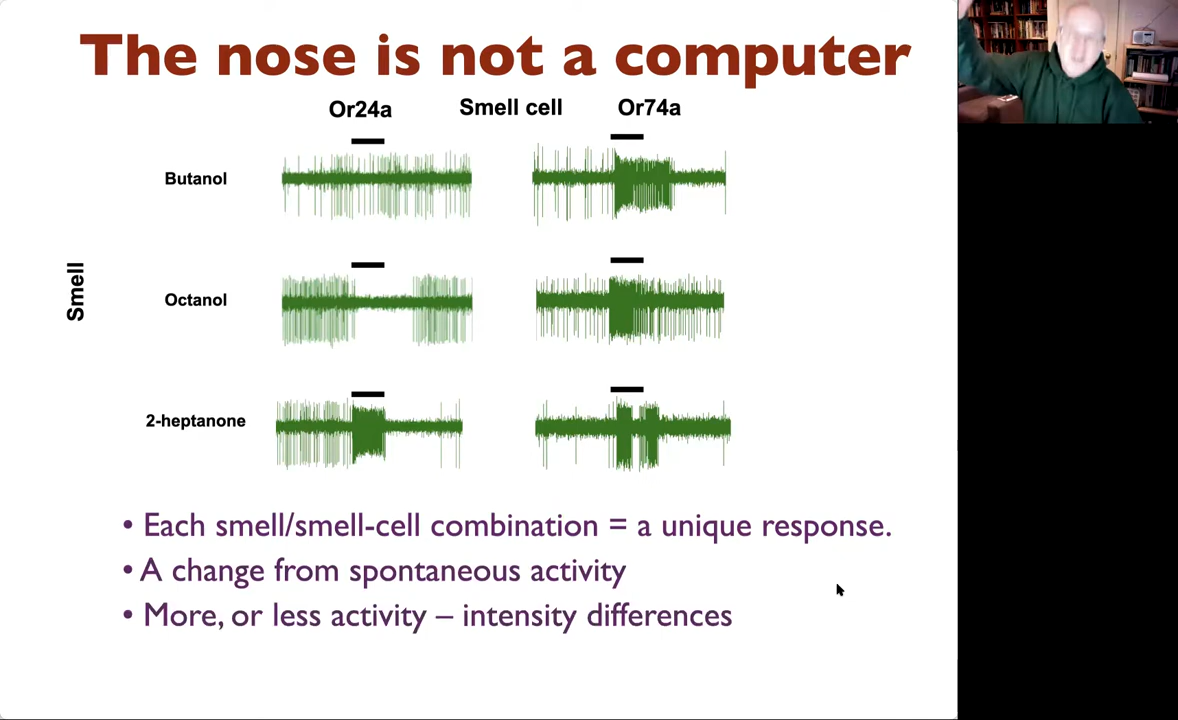 The nose is not a computer
Or24a Smell cell Or74a
Butanol
Smell
Octanol
2-heptanone
• Each smell/smell-cell combination = a unique response.
• A change from spontaneous activity
• More, or less activity – intensity differences